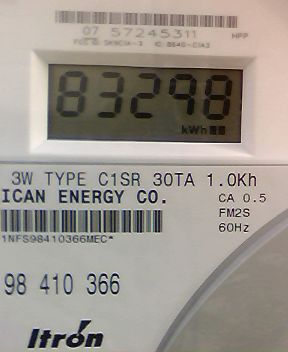 07 57245311 MPP
83298
kWh
3W TYPE C1SR 30TA 1.0Kh
ICAN ENERGY CO. CA 0.5
FM2S
1NFS98410366MEC* 60Hz
98 410 366
Itron